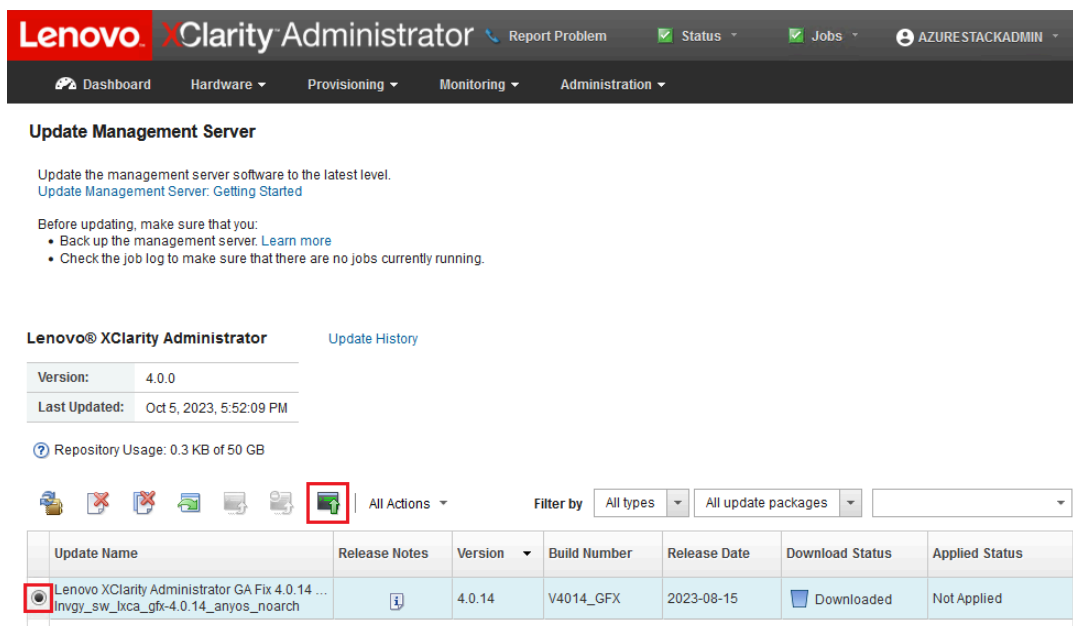 Lenovo. XClarity Administrator Report Problem Status Jobs AZURESTACKADMIN
Dashboard Hardware Provisioning Monitoring Administration
Update Management Server
Update the management server software to the latest level.
Update Management Server: Getting Started
Before updating, make sure that you:
• Back up the management server. Learn more
• Check the job log to make sure that there are no jobs currently running.
Lenovo® XClarity Administrator Update History
Version: 4.0.0
Last Updated: Oct 5, 2023, 5:52:09 PM
? Repository Usage: 0.3 KB of 50 GB
All Actions Filter by All types All update packages
Update Name Release Notes Version Build Number Release Date Download Status Applied Status
Lenovo XClarity Administrator GA Fix 4.0.14 ...
lnvgy_sw_lxca_gfx-4.0.14_anyos_noarch 4.0.14 V4014_GFX 2023-08-15 Downloaded Not Applied